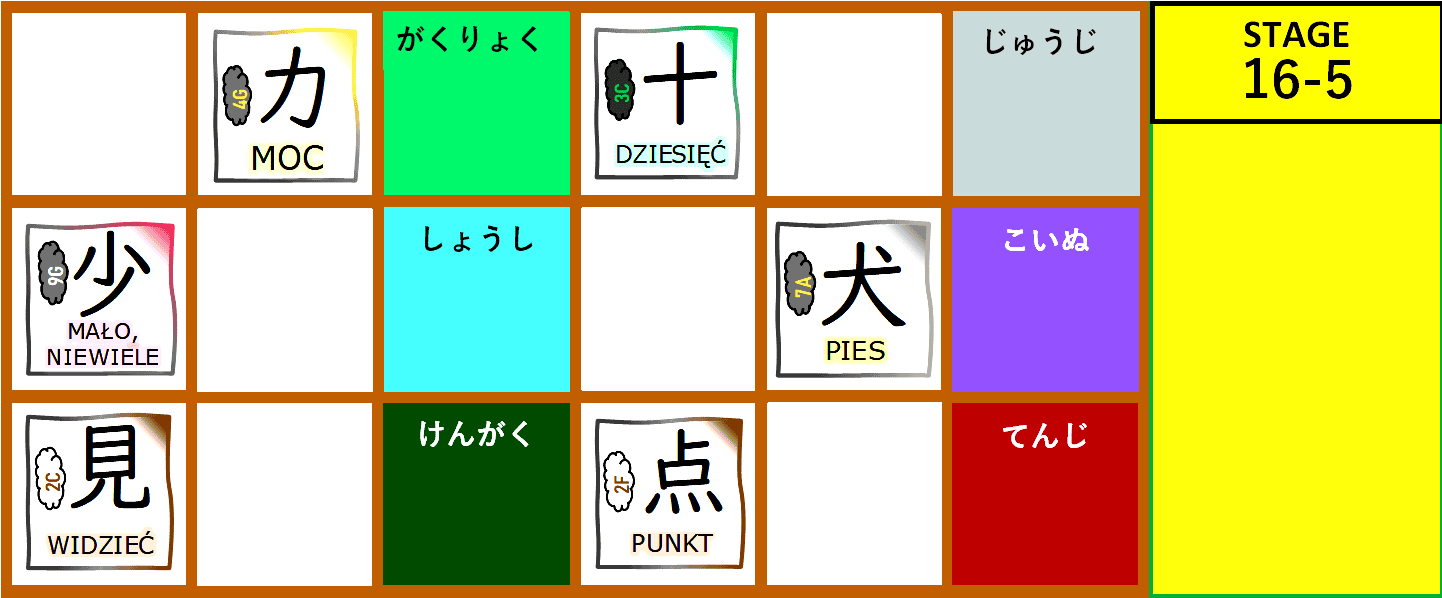 4G
力
MOC
がくりょく
3C
十
DZIESIĘĆ
じゅうじ
STAGE
16-5
9G
少
MAŁO,
NIEWIELE
しょうし
7A
犬
PIES
こいぬ
2C
見
WIDZIEĆ
けんがく
2F
点
PUNKT
てんじ